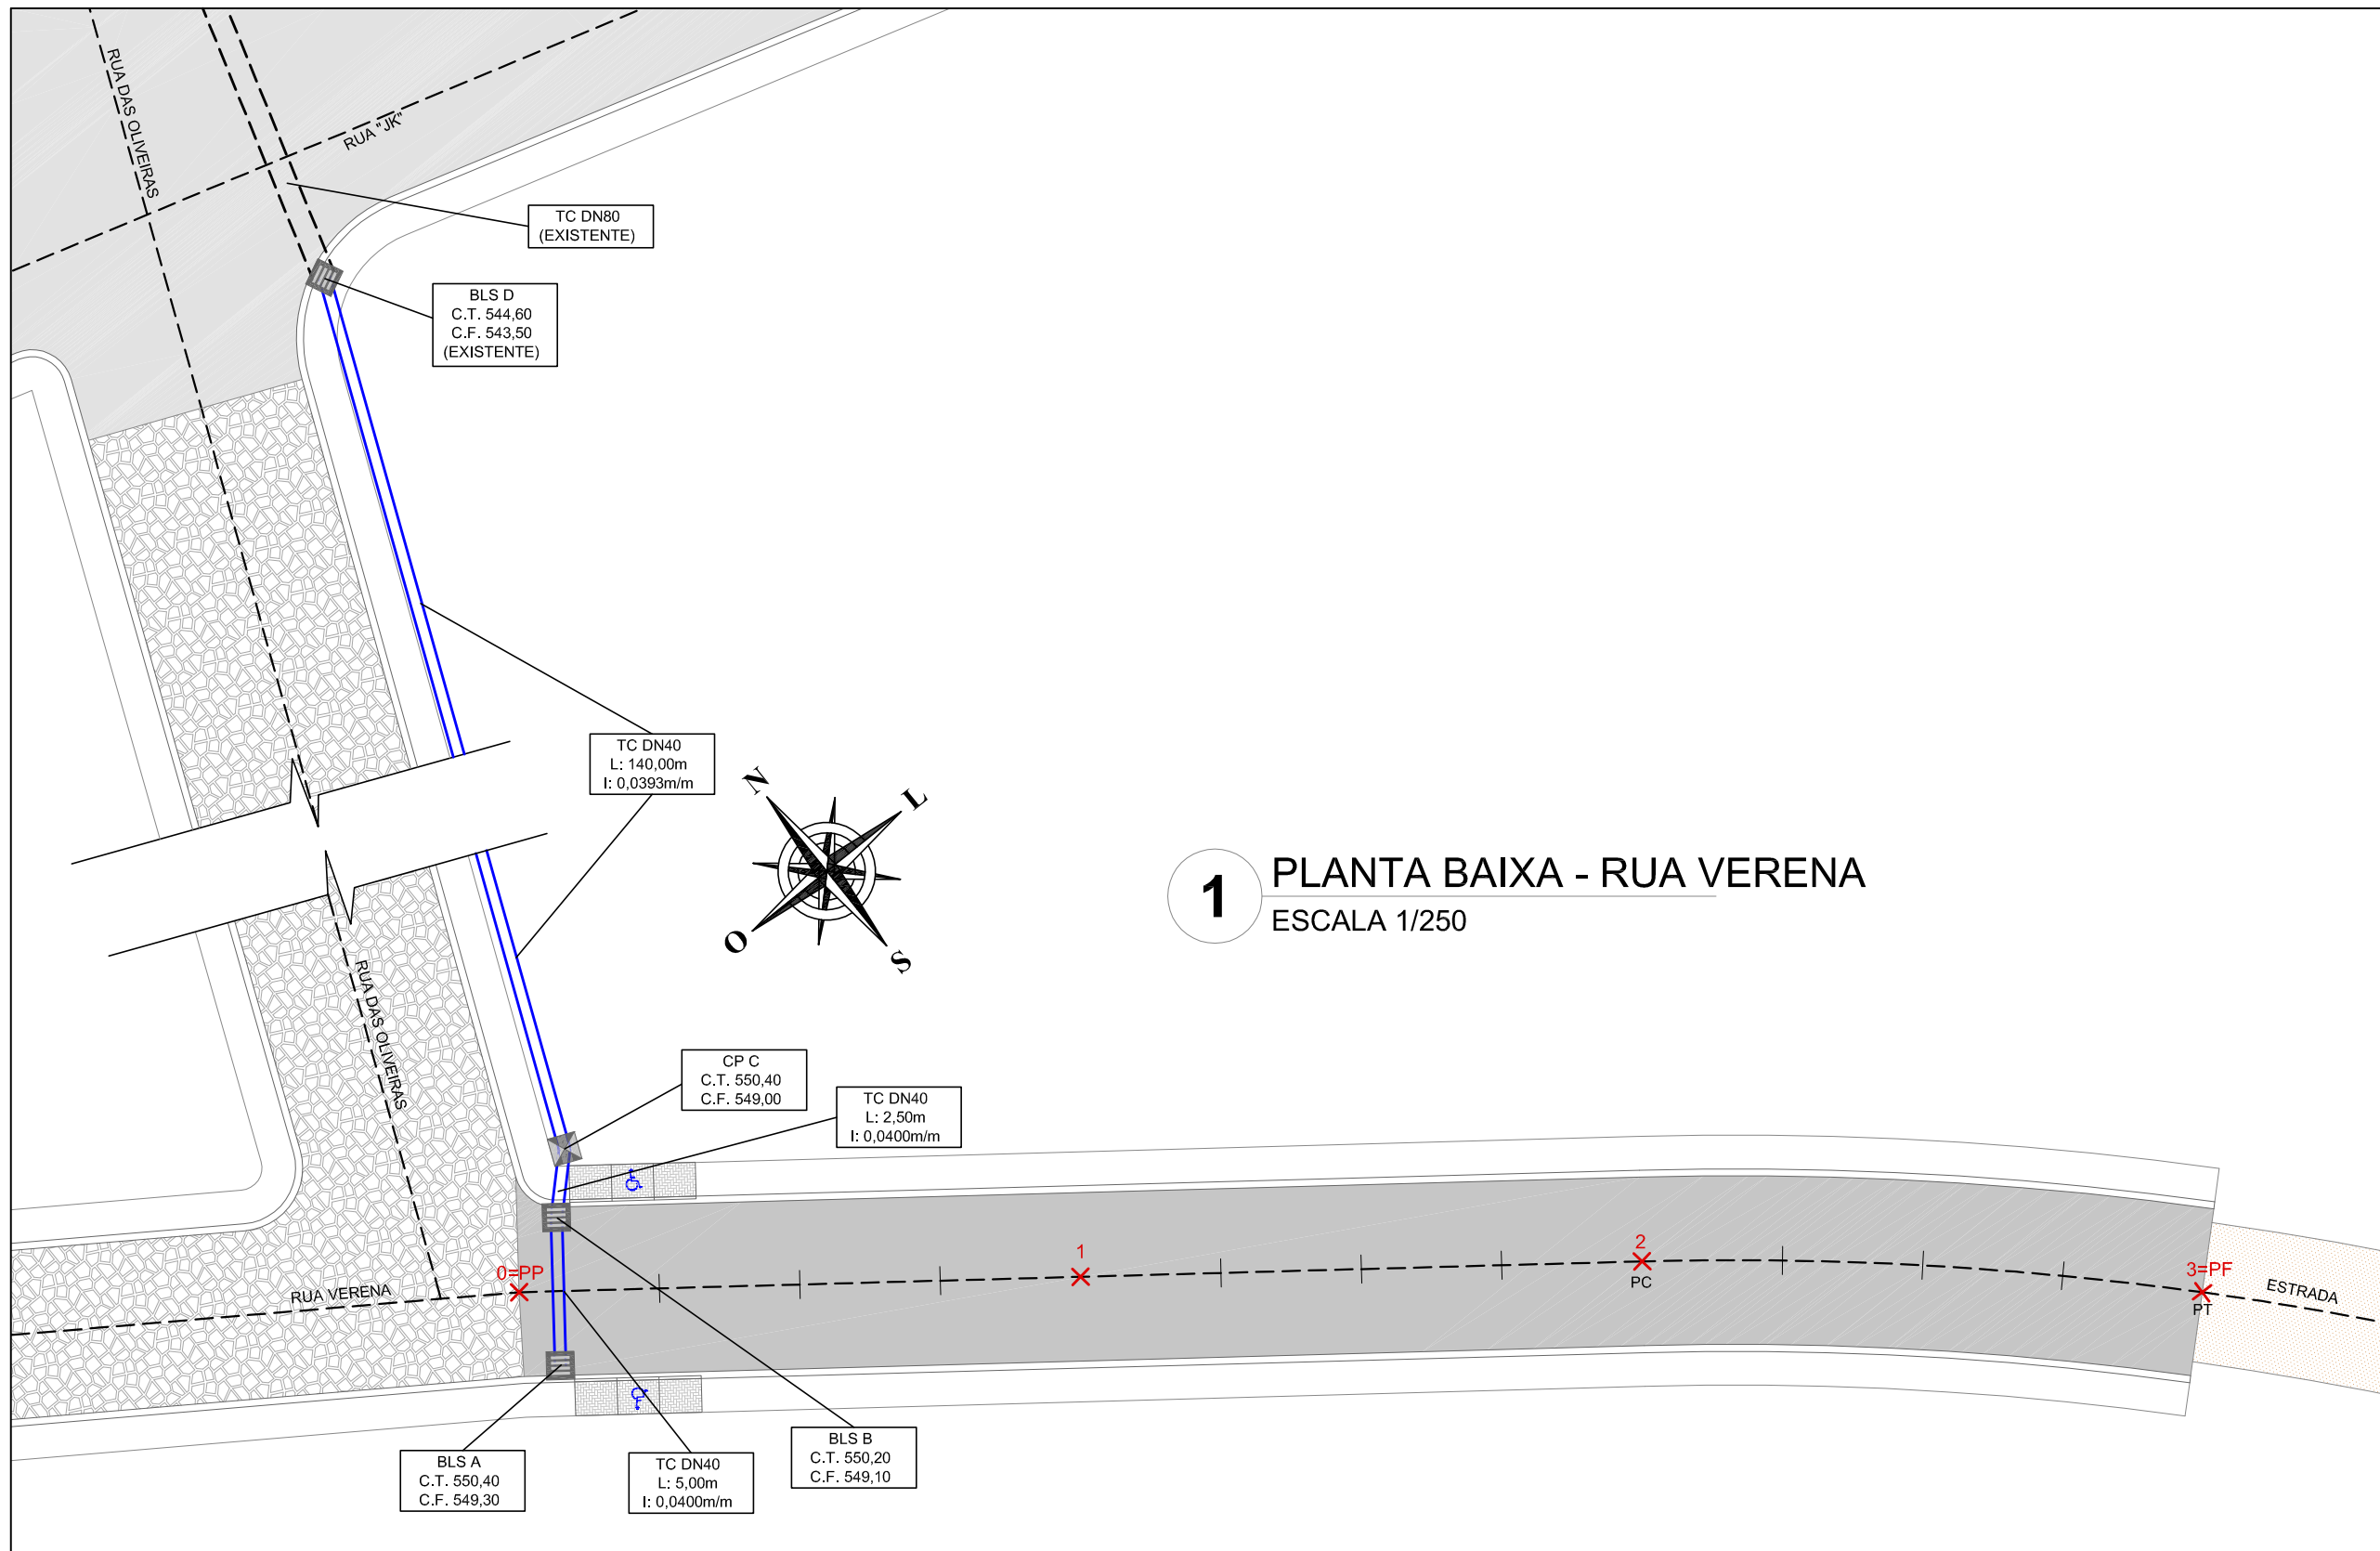 RUA DAS OLIVEIRAS
RUA "JK"
TC DN80
(EXISTENTE)
BLS D
C.T. 544,60
C.F. 543,50
(EXISTENTE)
TC DN40
L: 140,00m
I: 0,0393m/m
N
L
O
S
1
PLANTA BAIXA - RUA VERENA
ESCALA 1/250
RUA DAS OLIVEIRAS
CP C
C.T. 550,40
C.F. 549,00
TC DN40
L: 2,50m
I: 0,0400m/m
0=PP
1
2
PC
3=PF
PT
RUA VERENA
ESTRADA
BLS A
C.T. 550,40
C.F. 549,30
TC DN40
L: 5,00m
I: 0,0400m/m
BLS B
C.T. 550,20
C.F. 549,10